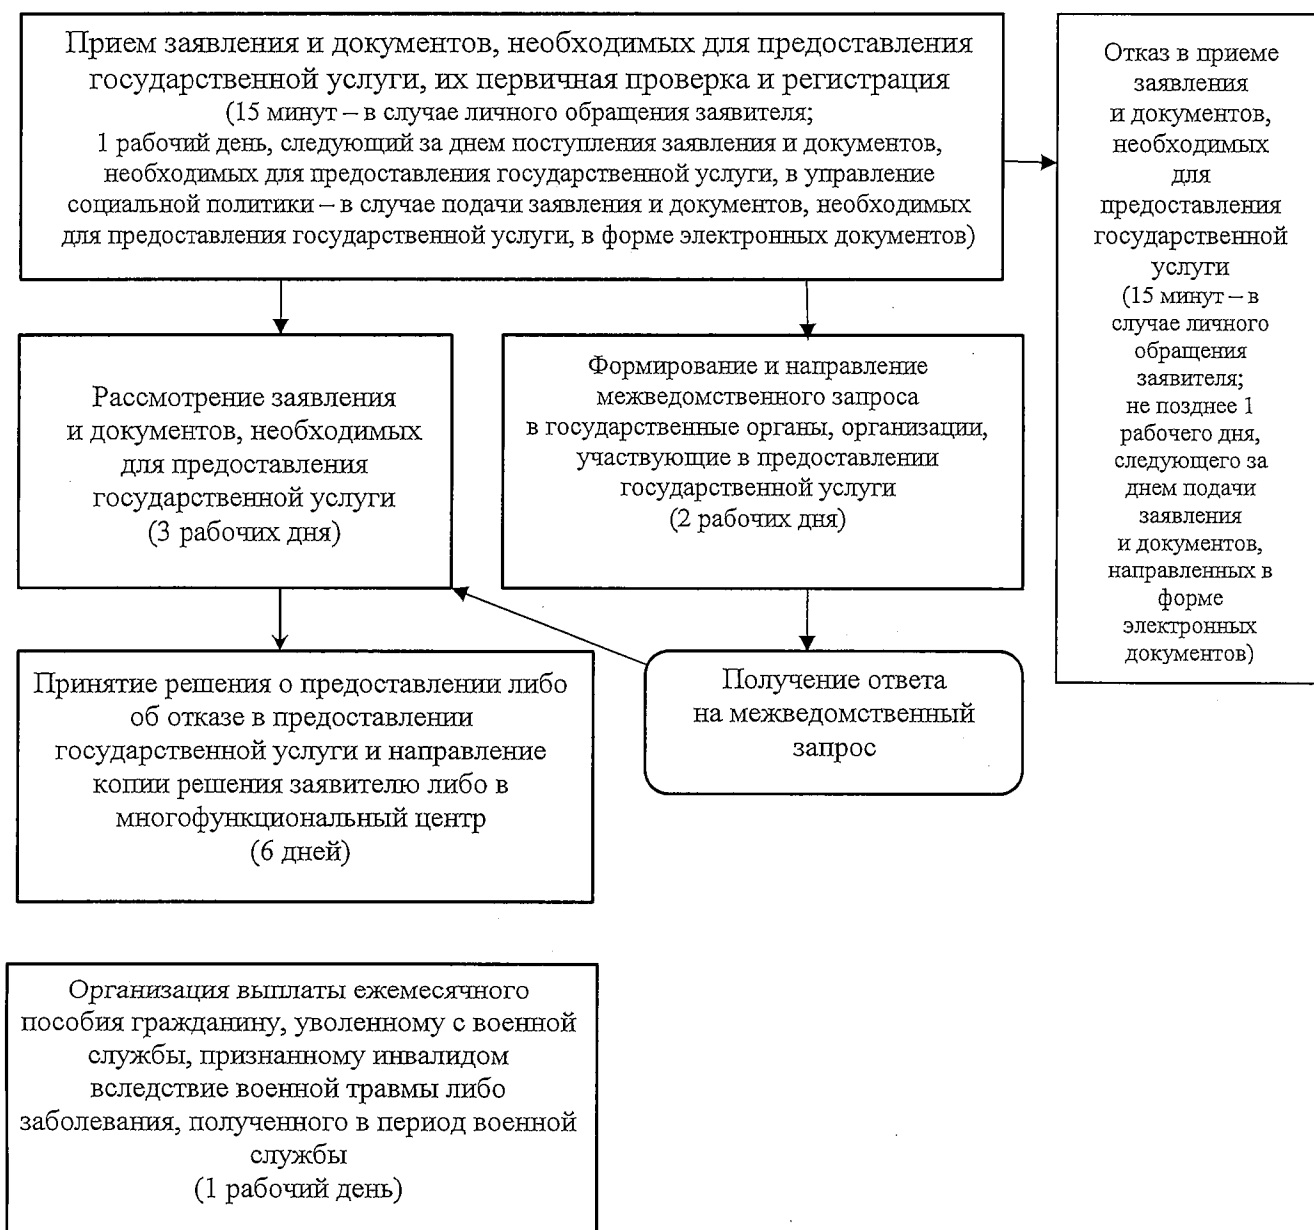 Прием заявления и документов, необходимых для предоставления
государственной услуги, их первичная проверка и регистрация
(15 минут – в случае личного обращения заявителя;
1 рабочий день, следующий за днем поступления заявления и документов,
необходимых для предоставления государственной услуги, в управление
социальной политики – в случае подачи заявления и документов, необходимых
для предоставления государственной услуги, в форме электронных документов)
Отказ в приеме
заявления
и документов,
необходимых
для
предоставления
государственной
услуги
(15 минут – в
случае личного
обращения
заявителя;
не позднее 1
рабочего дня,
следующего за
днем подачи
заявления
и документов,
направленных в
форме
электронных
документов)
Рассмотрение заявления
и документов, необходимых
для предоставления
государственной услуги
(3 рабочих дня)
Формирование и направление
межведомственного запроса
в государственные органы, организации,
участвующие в предоставлении
государственной услуги
(2 рабочих дня)
Принятие решения о предоставлении либо
об отказе в предоставлении
государственной услуги и направление
копии решения заявителю либо в
многофункциональный центр
(6 дней)
Получение ответа
на межведомственный
запрос
Организация выплаты ежемесячного
пособия гражданину, уволенному с военной
службы, признанному инвалидом
вследствие военной травмы либо
заболевания, полученного в период военной
службы
(1 рабочий день)